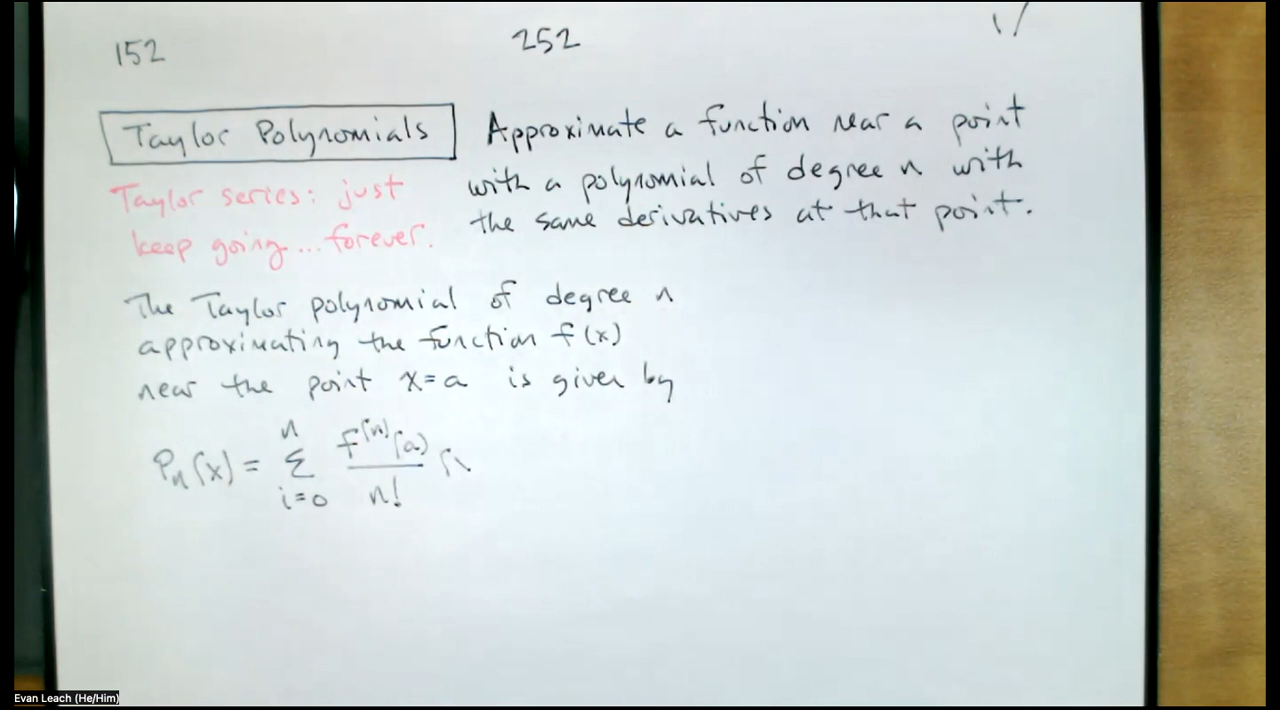 152
252
Taylor Polynomials
Approximate a function near a point
with a polynomial of degree n with
the same derivatives at that point.
Taylor series: just
keep going...forever.
The Taylor polynomial of degree n
approximating the function f(x)
near the point x=a is given by
Pₙ(x) = Σ_{i=0}^{n} f⁽ⁿ⁾(a)/n! (
Evan Leach (He/Him)